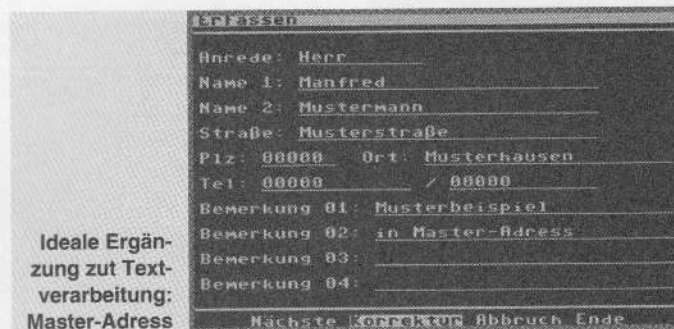 Erfassen
Anrede: Herr
Name 1: Manfred
Name 2: Mustermann
Straße: Musterstraße
Plz: 00000 Ort: Musterhausen
Tel: 00000 / 00000
Bemerkung 01: Musterbeispiel
Bemerkung 02: in Master-Adress
Bemerkung 03:
Bemerkung 04:
Nächste Korrektur Abbruch Ende
Ideale Ergän-
zung zut Text-
verarbeitung:
Master-Adress